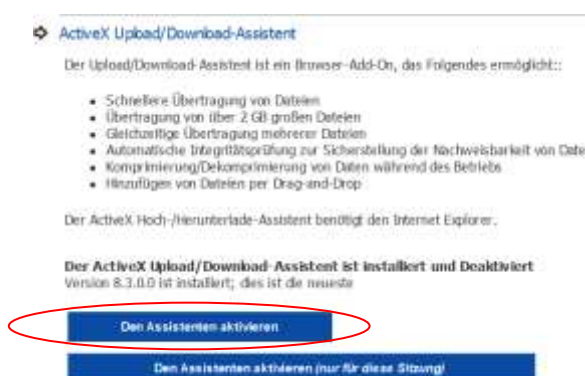 ActiveX Upload/Download-Assistent
Der Upload/Download-Assistent ist ein Browser-Add-On, das Folgendes ermöglicht::
Schnellere Übertragung von Dateien
Übertragung von über 2 GB großen Dateien
Gleichzeitige Übertragung mehrerer Dateien
Automatische Integritätsprüfung zur Sicherstellung der Nachweisbarkeit von Date
Komprimierung/Dekomprimierung von Daten während des Betriebs
Hinzufügen von Dateien per Drag-and-Drop
Der ActiveX Hoch-/Herunterlade-Assistent benötigt den Internet Explorer.
Der ActiveX Upload/Download-Assistent ist installiert und Deaktiviert
Version 8.3.0.0 ist installiert; dies ist die neueste
Den Assistenten aktivieren
Den Assistenten aktivieren (nur für diese Sitzung)